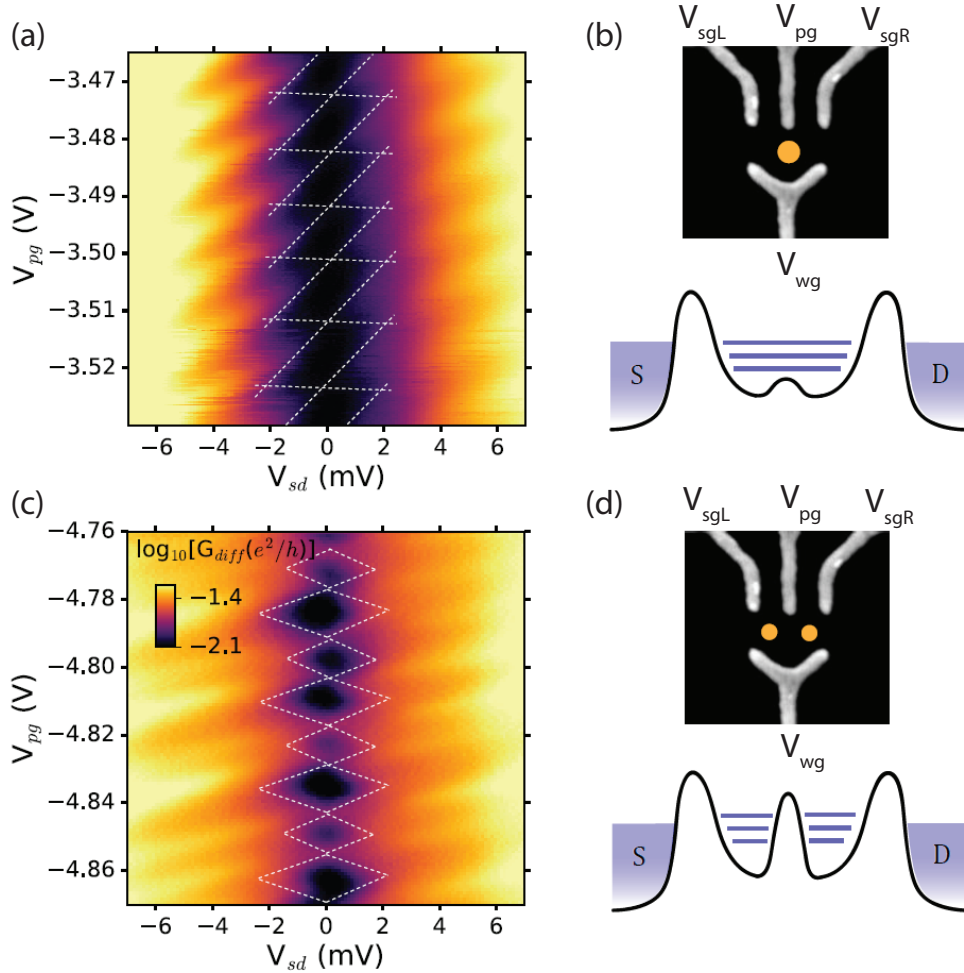 (a)
V_pg (V)
−3.47
−3.48
−3.49
−3.50
−3.51
−3.52
−6 −4 −2 0 2 4 6
V_sd (mV)
(b)
V_sgL V_pg V_sgR
V_wg
S D
(c)
V_pg (V)
−4.76
−4.78
−4.80
−4.82
−4.84
−4.86
log₁₀[G_diff(e²/h)]
−1.4
−2.1
−6 −4 −2 0 2 4 6
V_sd (mV)
(d)
V_sgL V_pg V_sgR
V_wg
S D